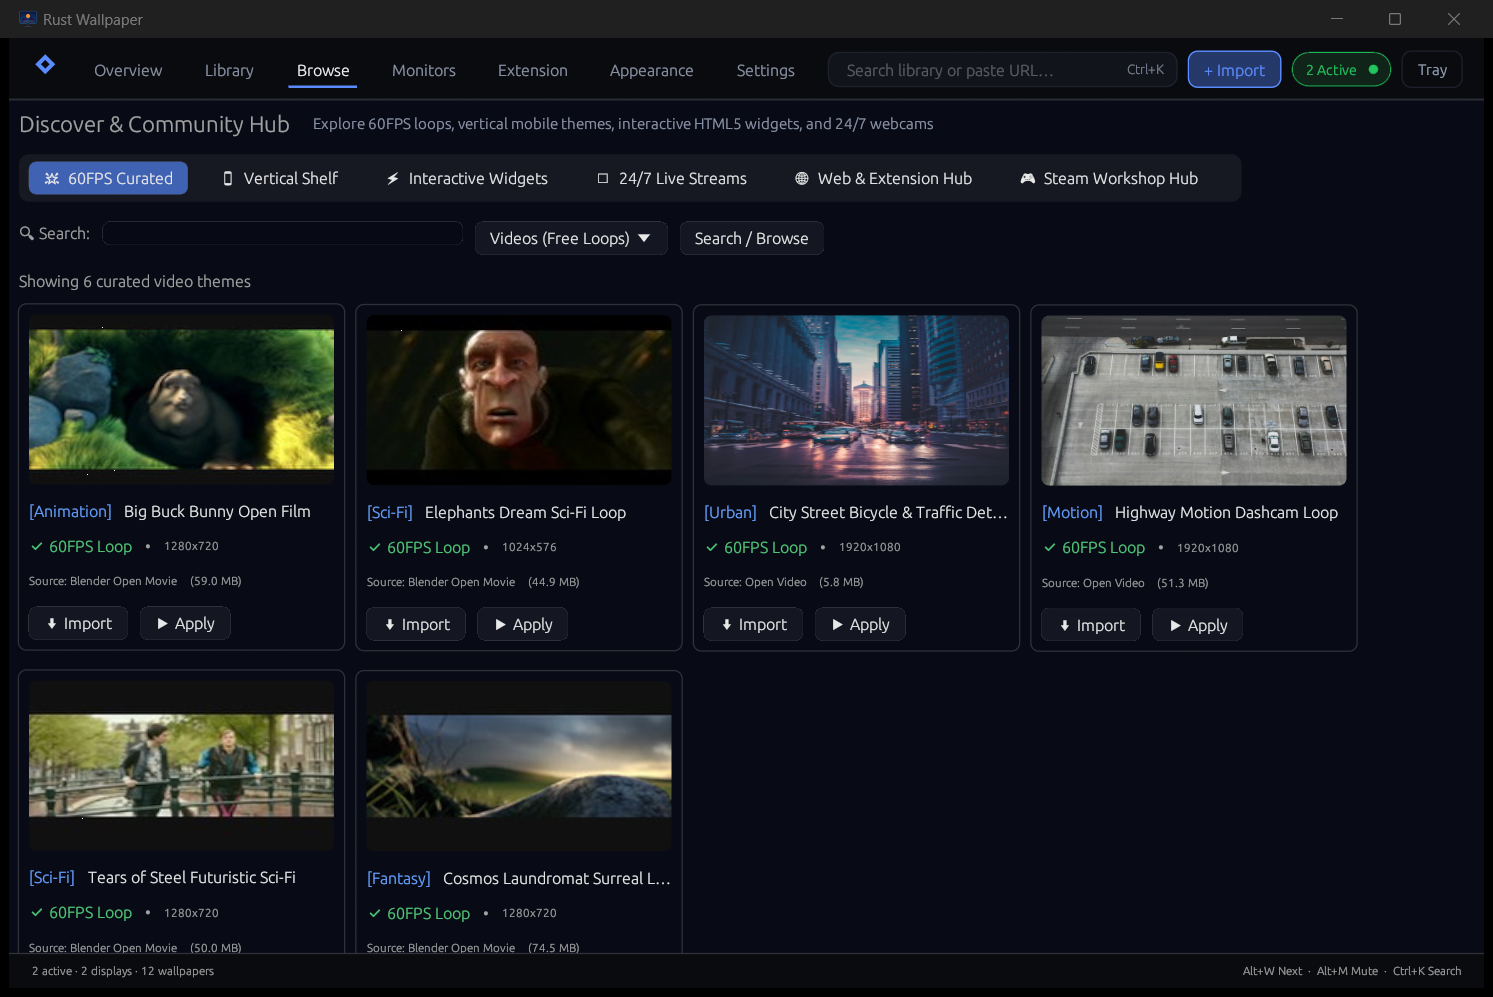 Rust Wallpaper
Overview Library Browse Monitors Extension Appearance Settings Search library or paste URL... Ctrl+K + Import 2 Active Tray
Discover & Community Hub Explore 60FPS loops, vertical mobile themes, interactive HTML5 widgets, and 24/7 webcams
60FPS Curated Vertical Shelf Interactive Widgets 24/7 Live Streams Web & Extension Hub Steam Workshop Hub
Search: Videos (Free Loops) Search / Browse
Showing 6 curated video themes
[Animation] Big Buck Bunny Open Film
60FPS Loop • 1280x720
Source: Blender Open Movie (59.0 MB)
Import Apply
[Sci-Fi] Elephants Dream Sci-Fi Loop
60FPS Loop • 1024x576
Source: Blender Open Movie (44.9 MB)
Import Apply
[Urban] City Street Bicycle & Traffic Det...
60FPS Loop • 1920x1080
Source: Open Video (5.8 MB)
Import Apply
[Motion] Highway Motion Dashcam Loop
60FPS Loop • 1920x1080
Source: Open Video (51.3 MB)
Import Apply
[Sci-Fi] Tears of Steel Futuristic Sci-Fi
60FPS Loop • 1280x720
Source: Blender Open Movie (50.0 MB)
[Fantasy] Cosmos Laundromat Surreal L...
60FPS Loop • 1280x720
Source: Blender Open Movie (74.5 MB)
2 active · 2 displays · 12 wallpapers Alt+W Next · Alt+M Mute · Ctrl+K Search